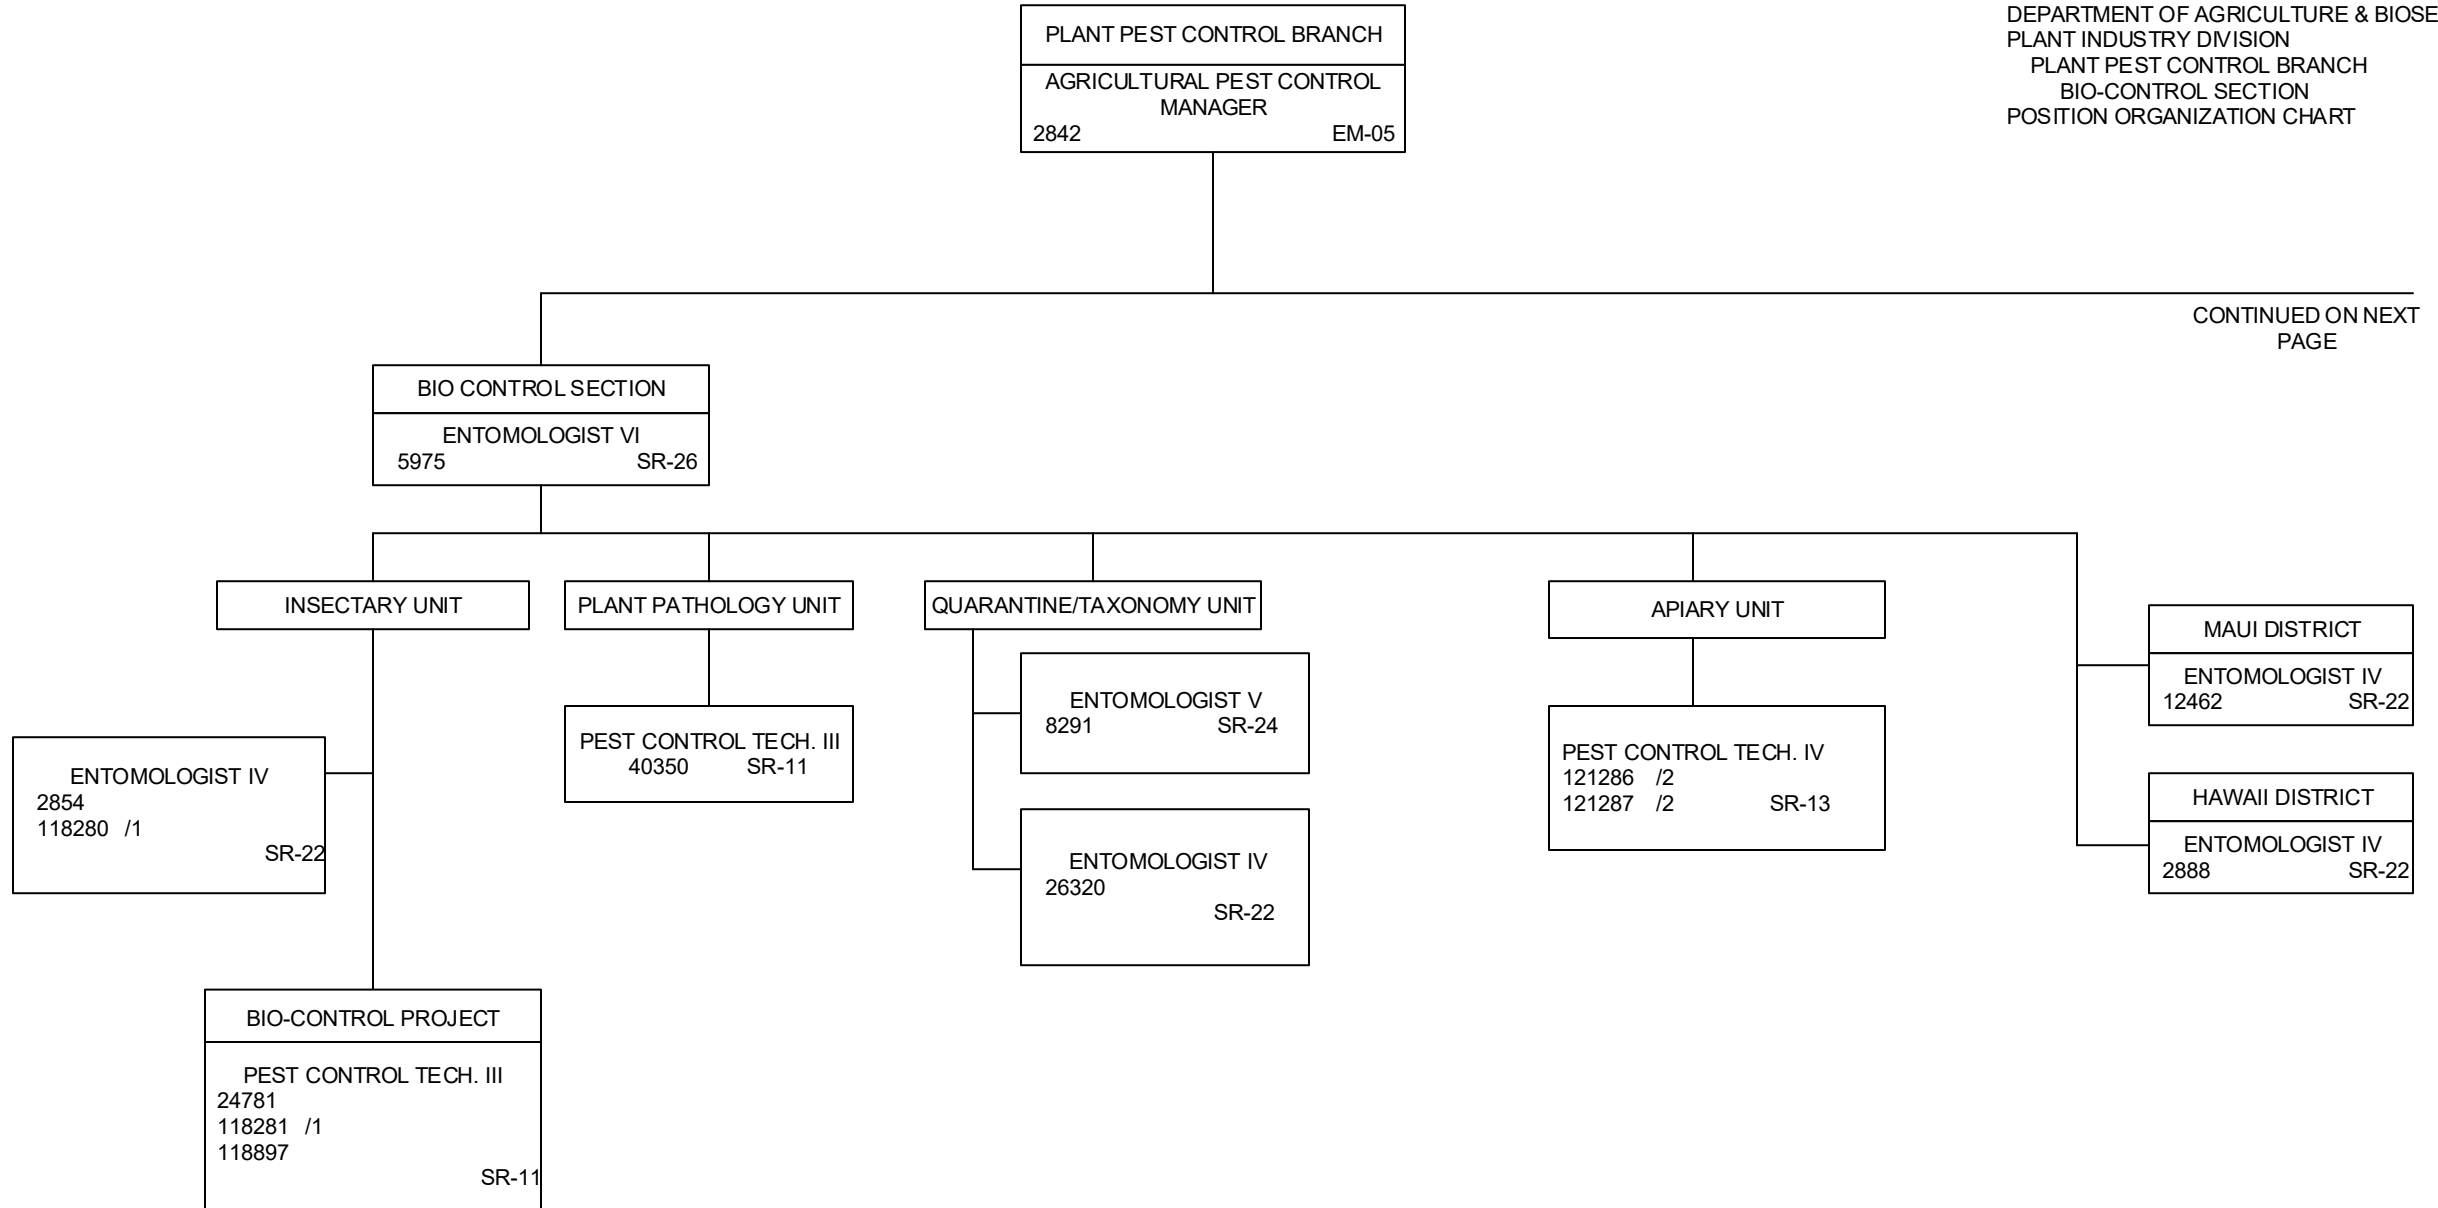 DEPARTMENT OF AGRICULTURE & BIOSE
PLANT INDUSTRY DIVISION
PLANT PEST CONTROL BRANCH
BIO-CONTROL SECTION
POSITION ORGANIZATION CHART
PLANT PEST CONTROL BRANCH
AGRICULTURAL PEST CONTROL
MANAGER
2842 EM-05
CONTINUED ON NEXT
PAGE
BIO CONTROL SECTION
ENTOMOLOGIST VI
5975 SR-26
INSECTARY UNIT
ENTOMOLOGIST IV
2854
118280 /1
SR-22
BIO-CONTROL PROJECT
PEST CONTROL TECH. III
24781
118281 /1
118897
SR-11
PLANT PATHOLOGY UNIT
PEST CONTROL TECH. III
40350 SR-11
QUARANTINE/TAXONOMY UNIT
ENTOMOLOGIST V
8291 SR-24
ENTOMOLOGIST IV
26320
SR-22
APIARY UNIT
PEST CONTROL TECH. IV
121286 /2
121287 /2 SR-13
MAUI DISTRICT
ENTOMOLOGIST IV
12462 SR-22
HAWAII DISTRICT
ENTOMOLOGIST IV
2888 SR-22